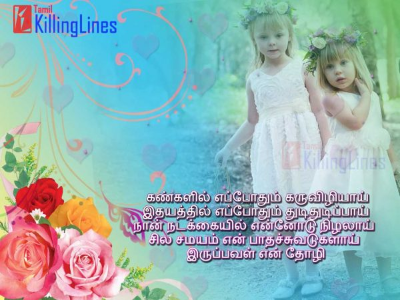 Tamil
KillingLines
கண்களில் எப்போதும் கருவிழியாய்
இதயத்தில் எப்போதும் துடிதுடிப்பாய்
நான் நடக்கையில் என்னோடு நிழலாய்
சில சமயம் என் பாதச்சுவடுகளாய்
இருப்பவள் என் தோழி